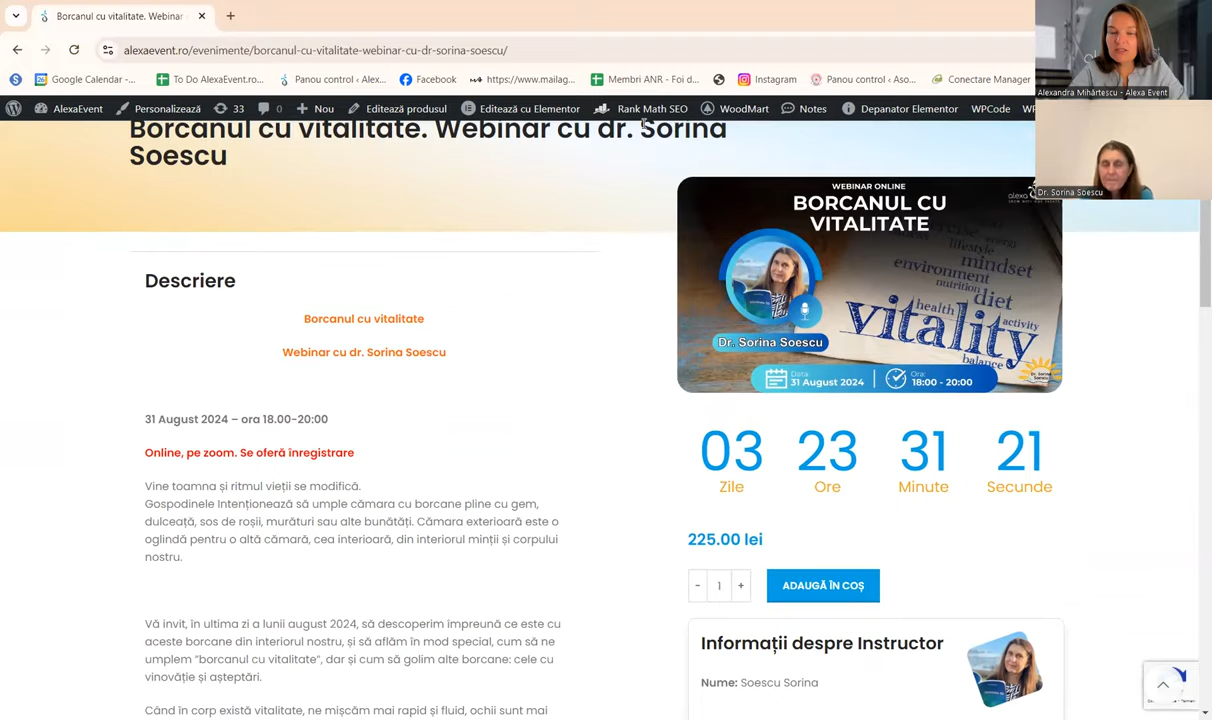 Borcanul cu vitalitate. Webinar
alexaevent.ro/evenimente/borcanul-cu-vitalitate-webinar-cu-dr-sorina-soescu/
Google Calendar -...
To Do AlexaEvent.ro...
Panou control ‹ Alex...
Facebook
https://www.mailag...
Membri ANR - Foi d...
Instagram
Panou control ‹ Aso...
Conectare Manager
AlexaEvent
Personalizează
33
0
Nou
Editează produsul
Editează cu Elementor
Rank Math SEO
WoodMart
Notes
Depanator Elementor
WPCode
Alexandra Mihărtescu - Alexa Event
Dr. Sorina Soescu
Borcanul cu vitalitate. Webinar cu dr. Sorina
Soescu
Descriere
Borcanul cu vitalitate
Webinar cu dr. Sorina Soescu
31 August 2024 – ora 18.00-20:00
Online, pe zoom. Se oferă înregistrare
Vine toamna și ritmul vieții se modifică.
Gospodinele Intenționează să umple cămara cu borcane pline cu gem,
dulceață, sos de roșii, murături sau alte bunătăți. Cămara exterioară este o
oglindă pentru o altă cămară, cea interioară, din interiorul minții și corpului
nostru.
Vă invit, în ultima zi a lunii august 2024, să descoperim împreună ce este cu
aceste borcane din interiorul nostru, și să aflăm în mod special, cum să ne
umplem "borcanul cu vitalitate", dar și cum să golim alte borcane: cele cu
vinovăție și așteptări.
Când în corp există vitalitate, ne mișcăm mai rapid și fluid, ochii sunt mai
WEBINAR ONLINE
BORCANUL CU
VITALITATE
lifestyle
mindset
environment
nutrition
diet
health
activity
vitality
balance
Dr. Sorina Soescu
Data:
31 August 2024
Ora:
18:00 - 20:00
03 23 31 21
Zile Ore Minute Secunde
225.00 lei
- 1 +
ADAUGĂ ÎN COȘ
Informații despre Instructor
Nume: Soescu Sorina